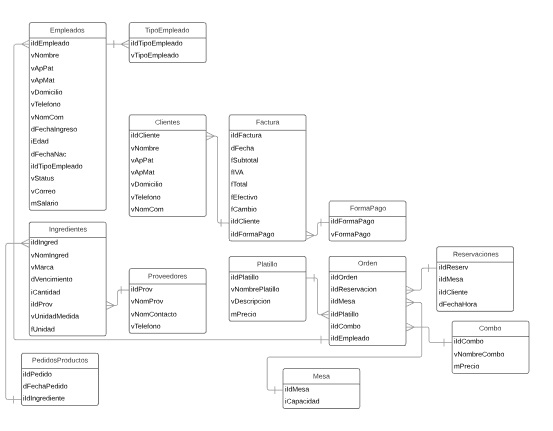 Empleados
iIdEmpleado
vNombre
vApPat
vApMat
vDomicilio
vTelefono
vNomCom
dFechaIngreso
iEdad
dFechaNac
iIdTipoEmpleado
vStatus
vCorreo
mSalario
TipoEmpleado
iIdTipoEmpleado
vTipoEmpleado
Clientes
iIdCliente
vNombre
vApPat
vApMat
vDomicilio
vTelefono
vNomCom
Factura
iIdFactura
dFecha
fSubtotal
fIVA
fTotal
fEfectivo
fCambio
iIdCliente
iIdFormaPago
FormaPago
iIdFormaPago
vFormaPago
Ingredientes
iIdIngred
vNomIngred
vMarca
dVencimiento
iCantidad
iIdProv
vUnidadMedida
fUnidad
Proveedores
iIdProv
vNomProv
vNomContacto
vTelefono
Platillo
iIdPlatillo
vNombrePlatillo
vDescripcion
mPrecio
Orden
iIdOrden
iIdReservacion
iIdMesa
iIdPlatillo
iIdCombo
iIdEmpleado
Reservaciones
iIdReserv
iIdMesa
iIdCliente
dFechaHora
Combo
iIdCombo
vNombreCombo
mPrecio
PedidosProductos
iIdPedido
dFechaPedido
iIdIngrediente
Mesa
iIdMesa
iCapacidad